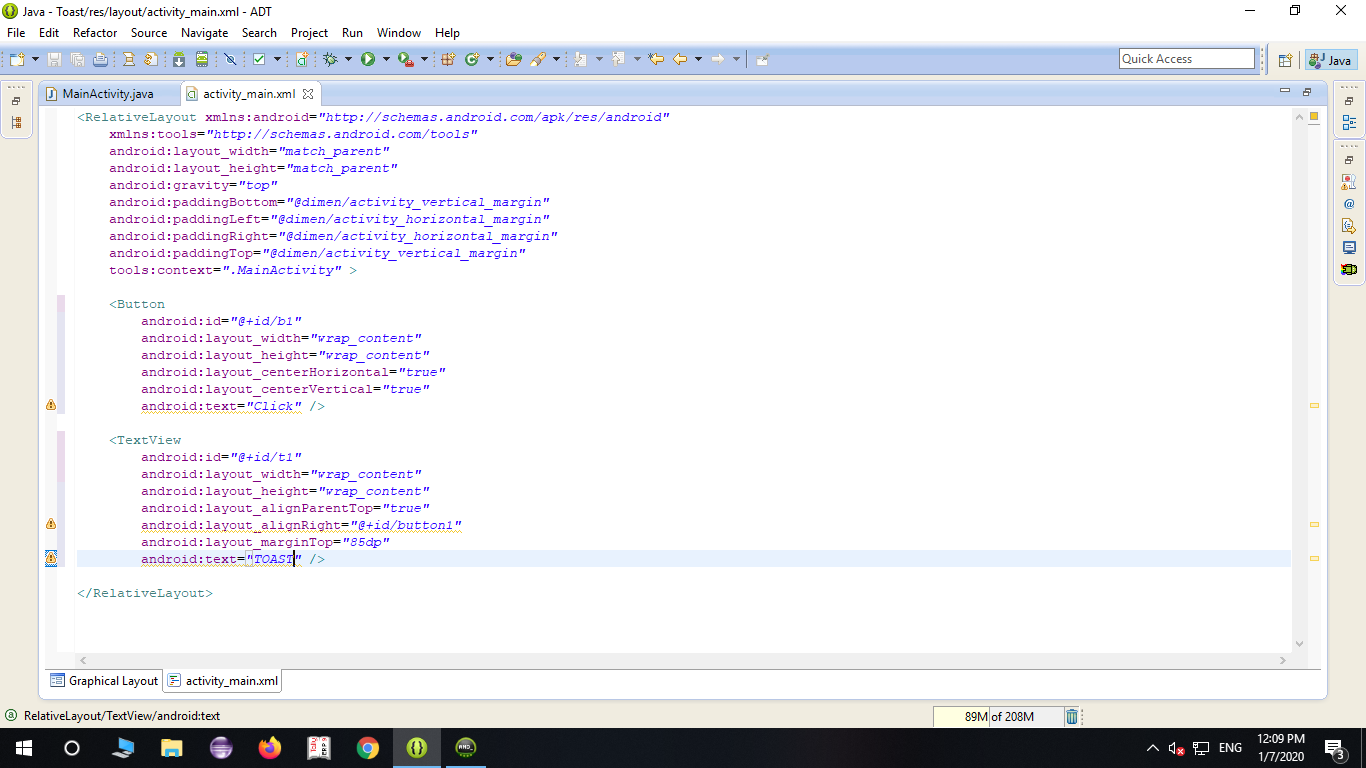 Java - Toast/res/layout/activity_main.xml - ADT
File Edit Refactor Source Navigate Search Project Run Window Help
Quick Access Java
MainActivity.java activity_main.xml
<RelativeLayout xmlns:android="http://schemas.android.com/apk/res/android"
xmlns:tools="http://schemas.android.com/tools"
android:layout_width="match_parent"
android:layout_height="match_parent"
android:gravity="top"
android:paddingBottom="@dimen/activity_vertical_margin"
android:paddingLeft="@dimen/activity_horizontal_margin"
android:paddingRight="@dimen/activity_horizontal_margin"
android:paddingTop="@dimen/activity_vertical_margin"
tools:context=".MainActivity" >
<Button
android:id="@+id/b1"
android:layout_width="wrap_content"
android:layout_height="wrap_content"
android:layout_centerHorizontal="true"
android:layout_centerVertical="true"
android:text="Click" />
<TextView
android:id="@+id/t1"
android:layout_width="wrap_content"
android:layout_height="wrap_content"
android:layout_alignParentTop="true"
android:layout_alignRight="@+id/button1"
android:layout_marginTop="85dp"
android:text="TOAST" />
</RelativeLayout>
Graphical Layout activity_main.xml
RelativeLayout/TextView/android:text
89M of 208M
ENG
12:09 PM
1/7/2020
3